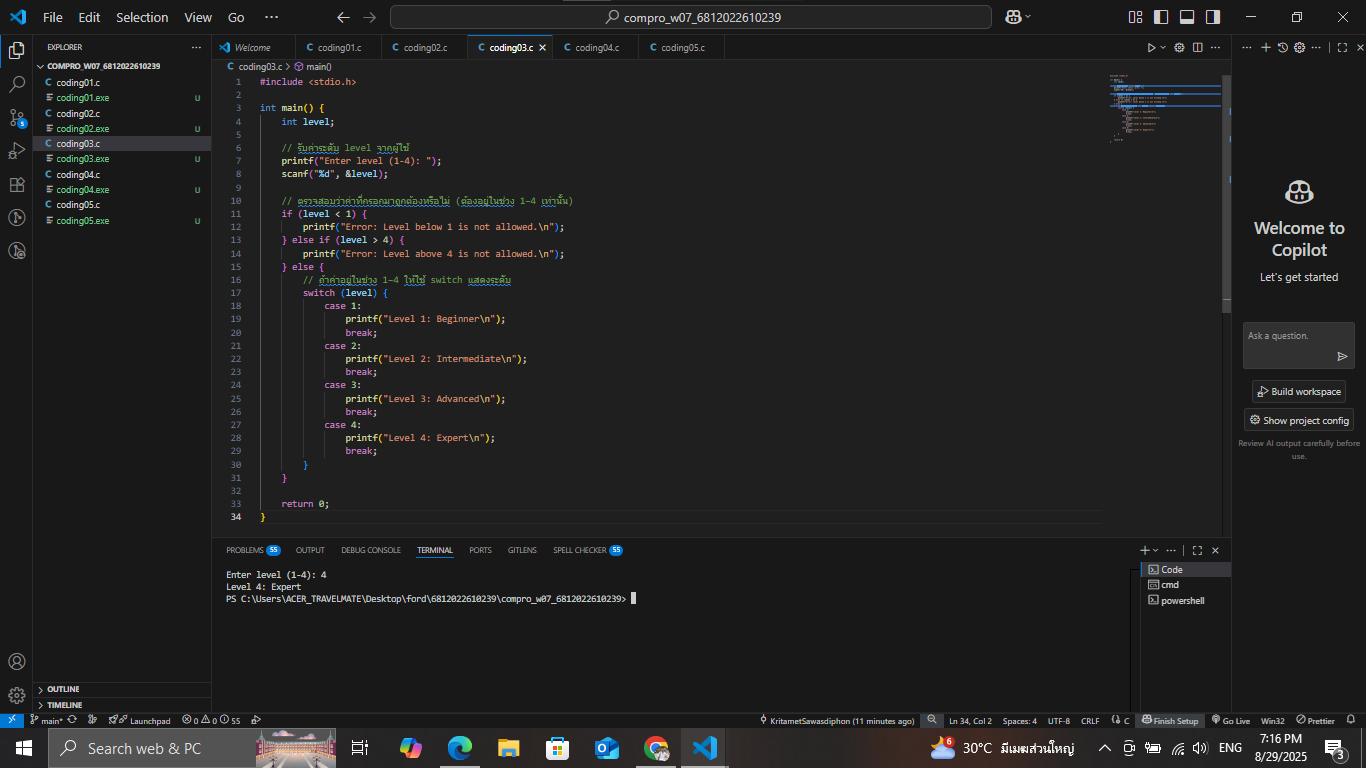 File Edit Selection View Go ··· compro_w07_6812022610239
EXPLORER ···
COMPRO_W07_6812022610239
coding01.c
coding01.exe U
coding02.c
coding02.exe U
coding03.c
coding03.exe U
coding04.c
coding04.exe U
coding05.c
coding05.exe U
OUTLINE
TIMELINE
Welcome coding01.c coding02.c coding03.c coding04.c coding05.c
coding03.c > main()
1 #include <stdio.h>
2
3 int main() {
4 int level;
5
6 // รับค่าระดับ level จากผู้ใช้
7 printf("Enter level (1-4): ");
8 scanf("%d", &level);
9
10 // ตรวจสอบว่าค่าที่กรอกมาถูกต้องหรือไม่ (ต้องอยู่ในช่วง 1-4 เท่านั้น)
11 if (level < 1) {
12 printf("Error: Level below 1 is not allowed.\n");
13 } else if (level > 4) {
14 printf("Error: Level above 4 is not allowed.\n");
15 } else {
16 // ถ้าค่าอยู่ในช่วง 1-4 ให้ใช้ switch แสดงระดับ
17 switch (level) {
18 case 1:
19 printf("Level 1: Beginner\n");
20 break;
21 case 2:
22 printf("Level 2: Intermediate\n");
23 break;
24 case 3:
25 printf("Level 3: Advanced\n");
26 break;
27 case 4:
28 printf("Level 4: Expert\n");
29 break;
30 }
31 }
32
33 return 0;
34 }
PROBLEMS 55 OUTPUT DEBUG CONSOLE TERMINAL PORTS GITLENS SPELL CHECKER 55
Enter level (1-4): 4
Level 4: Expert
PS C:\Users\ACER_TRAVELMATE\Desktop\ford\6812022610239\compro_w07_6812022610239>
Code
cmd
powershell
Welcome to
Copilot
Let's get started
Ask a question.
Build workspace
Show project config
Review AI output carefully before
use.
main* Launchpad 0 0 55 KritametSawasdiphon (11 minutes ago) Ln 34, Col 2 Spaces: 4 UTF-8 CRLF {} C Finish Setup Go Live Win32 Prettier
Search web & PC 6 30°C มีเมฆส่วนใหญ่ ENG 7:16 PM
8/29/2025 3